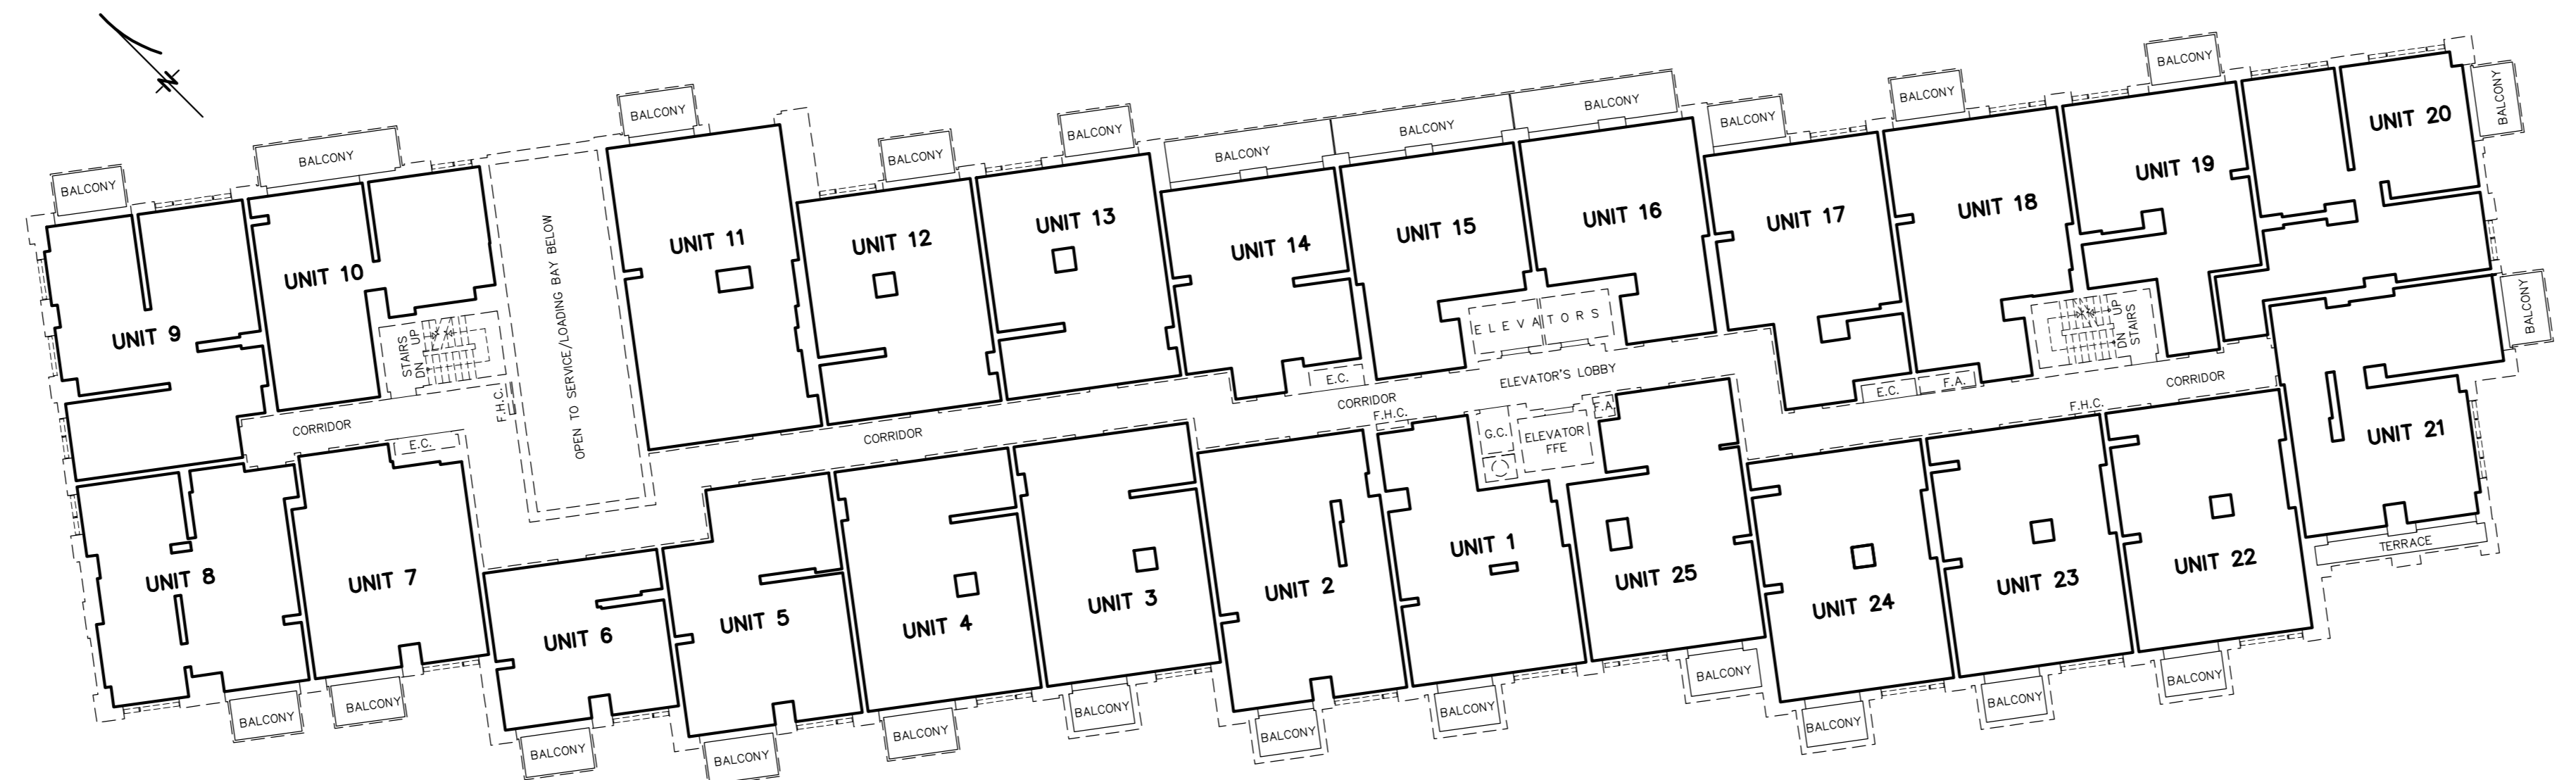 N
BALCONY
BALCONY
BALCONY
BALCONY
BALCONY
BALCONY
BALCONY
BALCONY
BALCONY
BALCONY
BALCONY
BALCONY
UNIT 9
UNIT 10
UNIT 11
UNIT 12
UNIT 13
UNIT 14
UNIT 15
UNIT 16
UNIT 17
UNIT 18
UNIT 19
UNIT 20
BALCONY
STAIRS
DN UP
F.H.C.
OPEN TO SERVICE/LOADING BAY BELOW
ELEVATORS
UP
DN
STAIRS
BALCONY
CORRIDOR
E.C.
CORRIDOR
E.C.
CORRIDOR
F.H.C.
ELEVATOR'S LOBBY
E.C.
F.A.
CORRIDOR
F.H.C.
G.C.
ELEVATOR
FFE
F.A.
UNIT 8
UNIT 7
UNIT 6
UNIT 5
UNIT 4
UNIT 3
UNIT 2
UNIT 1
UNIT 25
UNIT 24
UNIT 23
UNIT 22
UNIT 21
TERRACE
BALCONY
BALCONY
BALCONY
BALCONY
BALCONY
BALCONY
BALCONY
BALCONY
BALCONY
BALCONY
BALCONY
BALCONY